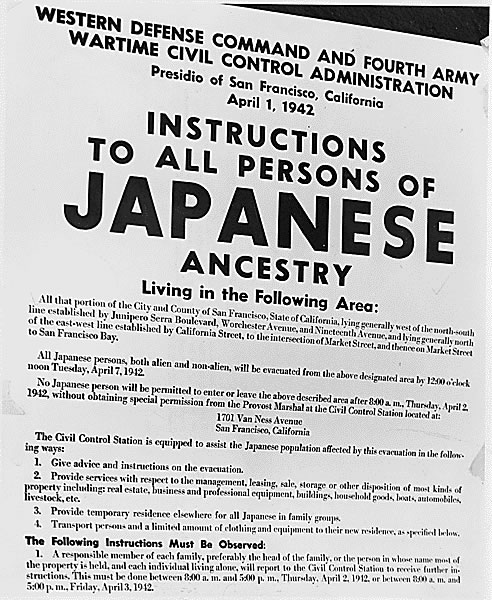 WESTERN DEFENSE COMMAND AND FOURTH ARMY
WARTIME CIVIL CONTROL ADMINISTRATION
Presidio of San Francisco, California
April 1, 1942
INSTRUCTIONS
TO ALL PERSONS OF
JAPANESE
ANCESTRY
Living in the Following Area:
All that portion of the City and County of San Francisco, State of California, lying generally west of the north-south
line established by Junipero Serra Boulevard, Worchester Avenue, and Nineteenth Avenue, and lying generally north
of the east-west line established by California Street, to the intersection of Market Street, and thence on Market Street
to San Francisco Bay.
All Japanese persons, both alien and non-alien, will be evacuated from the above designated area by 12:00 o'clock
noon Tuesday, April 7, 1942.
No Japanese person will be permitted to enter or leave the above described area after 8:00 a. m., Thursday, April 2,
1942, without obtaining special permission from the Provost Marshal at the Civil Control Station located at:
1701 Van Ness Avenue
San Francisco, California
The Civil Control Station is equipped to assist the Japanese population affected by this evacuation in the follow-
ing ways:
1. Give advice and instructions on the evacuation.
2. Provide services with respect to the management, leasing, sale, storage or other disposition of most kinds of
property including: real estate, business and professional equipment, buildings, household goods, boats, automobiles,
livestock, etc.
3. Provide temporary residence elsewhere for all Japanese in family groups.
4. Transport persons and a limited amount of clothing and equipment to their new residence, as specified below.
The Following Instructions Must Be Observed:
1. A responsible member of each family, preferably the head of the family, or the person in whose name most of
the property is held, and each individual living alone, will report to the Civil Control Station to receive further in-
structions. This must be done between 8:00 a. m. and 5:00 p. m., Thursday, April 2, 1942, or between 8:00 a. m. and
5:00 p. m., Friday, April 3, 1942.